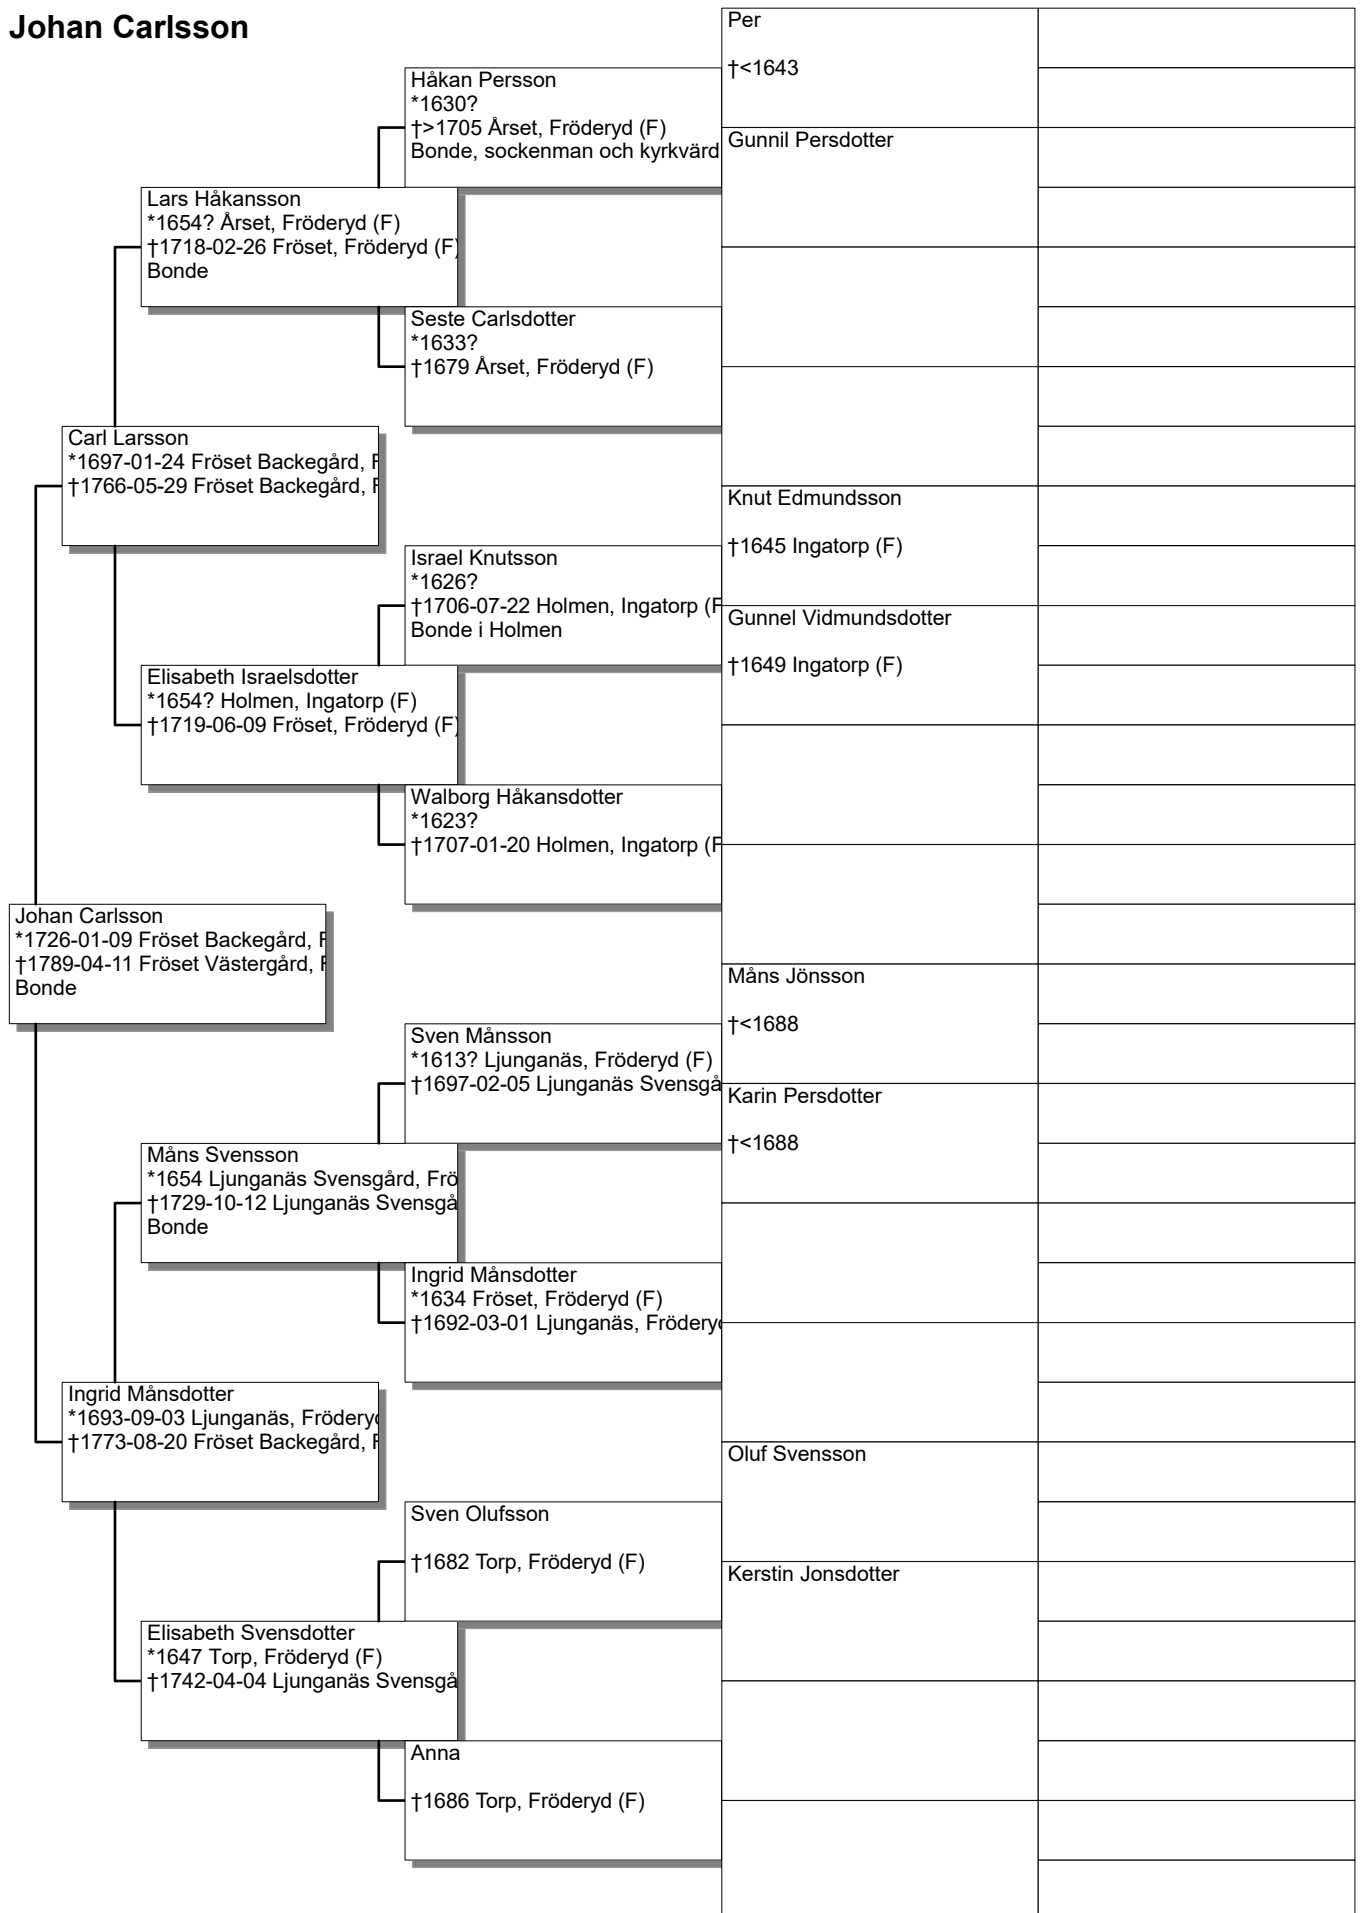 Johan Carlsson
Per
†<1643
Håkan Persson
*1630?
†>1705 Årset, Fröderyd (F)
Bonde, sockenman och kyrkvärd
Gunnil Persdotter
Lars Håkansson
*1654? Årset, Fröderyd (F)
†1718-02-26 Fröset, Fröderyd (F)
Bonde
Seste Carlsdotter
*1633?
†1679 Årset, Fröderyd (F)
Carl Larsson
*1697-01-24 Fröset Backegård, F
†1766-05-29 Fröset Backegård, F
Knut Edmundsson
†1645 Ingatorp (F)
Israel Knutsson
*1626?
†1706-07-22 Holmen, Ingatorp (F
Bonde i Holmen
Gunnel Vidmundsdotter
†1649 Ingatorp (F)
Elisabeth Israelsdotter
*1654? Holmen, Ingatorp (F)
†1719-06-09 Fröset, Fröderyd (F)
Walborg Håkansdotter
*1623?
†1707-01-20 Holmen, Ingatorp (F
Johan Carlsson
*1726-01-09 Fröset Backegård, F
†1789-04-11 Fröset Västergård, F
Bonde
Måns Jönsson
†<1688
Sven Månsson
*1613? Ljunganäs, Fröderyd (F)
†1697-02-05 Ljunganäs Svensgå
Karin Persdotter
†<1688
Måns Svensson
*1654 Ljunganäs Svensgård, Frö
†1729-10-12 Ljunganäs Svensgå
Bonde
Ingrid Månsdotter
*1634 Fröset, Fröderyd (F)
†1692-03-01 Ljunganäs, Fröderyd
Ingrid Månsdotter
*1693-09-03 Ljunganäs, Fröderyd
†1773-08-20 Fröset Backegård, F
Oluf Svensson
Sven Olufsson
†1682 Torp, Fröderyd (F)
Kerstin Jonsdotter
Elisabeth Svensdotter
*1647 Torp, Fröderyd (F)
†1742-04-04 Ljunganäs Svensgå
Anna
†1686 Torp, Fröderyd (F)